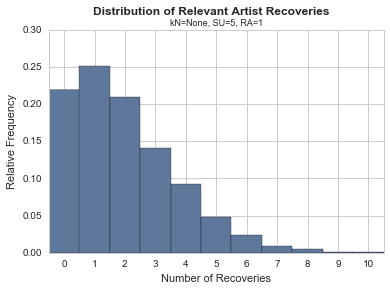 Distribution of Relevant Artist Recoveries
kN=None, SU=5, RA=1
0.30
0.25
0.20
0.15
0.10
0.05
0.00
Relative Frequency
0 1 2 3 4 5 6 7 8 9 10
Number of Recoveries